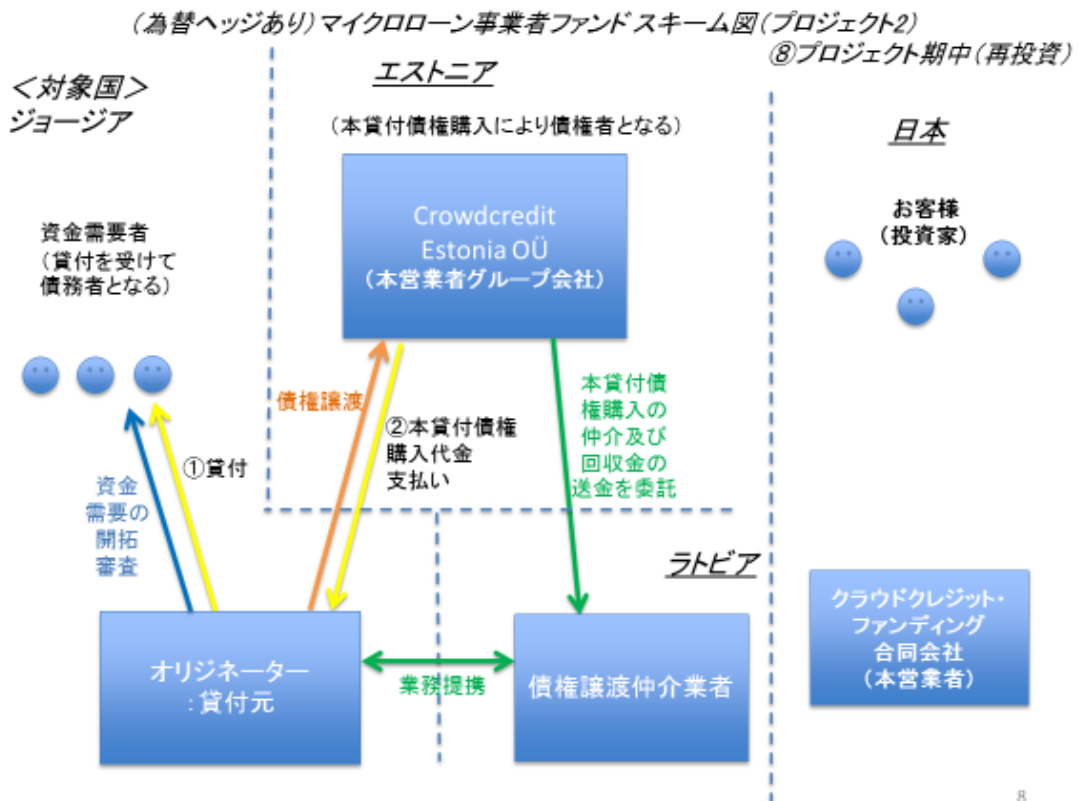 (為替ヘッジあり)マイクロローン事業者ファンド スキーム図(プロジェクト2)
⑧プロジェクト期中(再投資)
<対象国>
ジョージア
エストニア
日本
(本貸付債権購入により債権者となる)
Crowdcredit
Estonia OÜ
(本営業者グループ会社)
お客様
(投資家)
資金需要者
(貸付を受けて
債務者となる)
債権譲渡
②本貸付債権
購入代金
支払い
本貸付債
権購入の
仲介及び
回収金の
送金を委託
①貸付
資金
需要の
開拓
審査
ラトビア
オリジネーター
:貸付元
業務提携
債権譲渡仲介業者
クラウドクレジット・
ファンディング
合同会社
(本営業者)
8